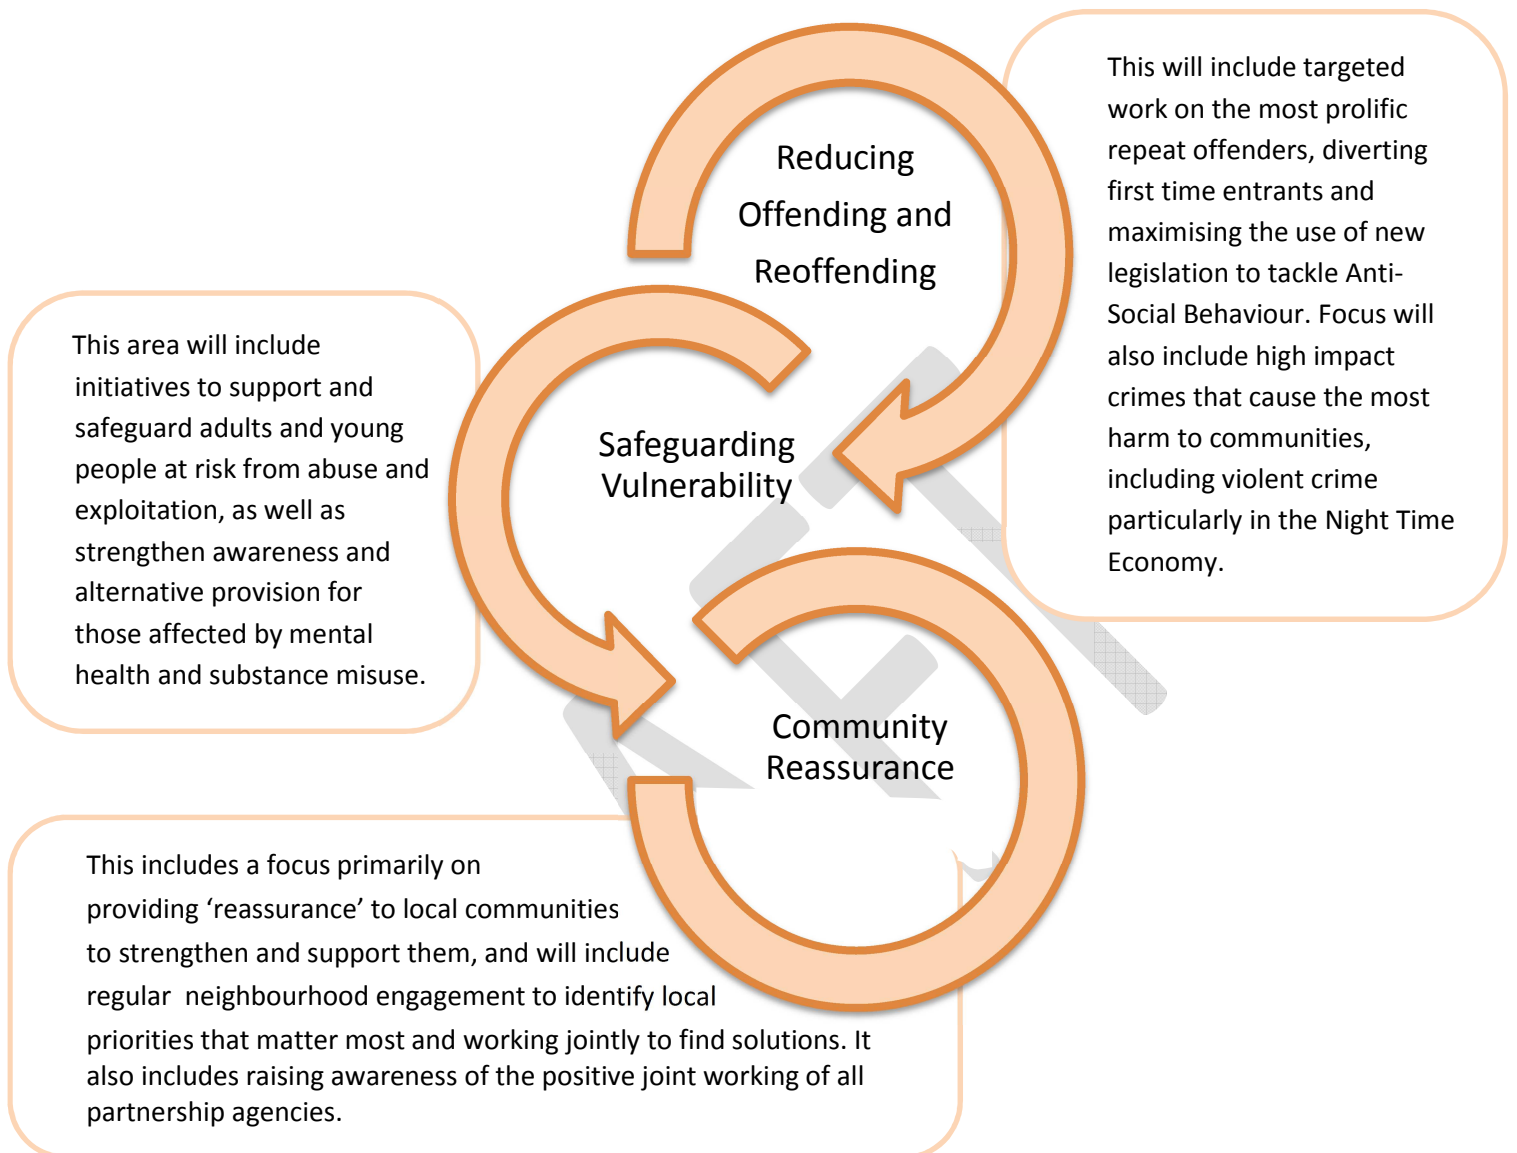 Reducing
Offending and
Reoffending
This will include targeted
work on the most prolific
repeat offenders, diverting
first time entrants and
maximising the use of new
legislation to tackle Anti-
Social Behaviour. Focus will
also include high impact
crimes that cause the most
harm to communities,
including violent crime
particularly in the Night Time
Economy.
Safeguarding
Vulnerability
This area will include
initiatives to support and
safeguard adults and young
people at risk from abuse and
exploitation, as well as
strengthen awareness and
alternative provision for
those affected by mental
health and substance misuse.
Community
Reassurance
This includes a focus primarily on
providing ‘reassurance’ to local communities
to strengthen and support them, and will include
regular  neighbourhood engagement to identify local
priorities that matter most and working jointly to find solutions. It
also includes raising awareness of the positive joint working of all
partnership agencies.